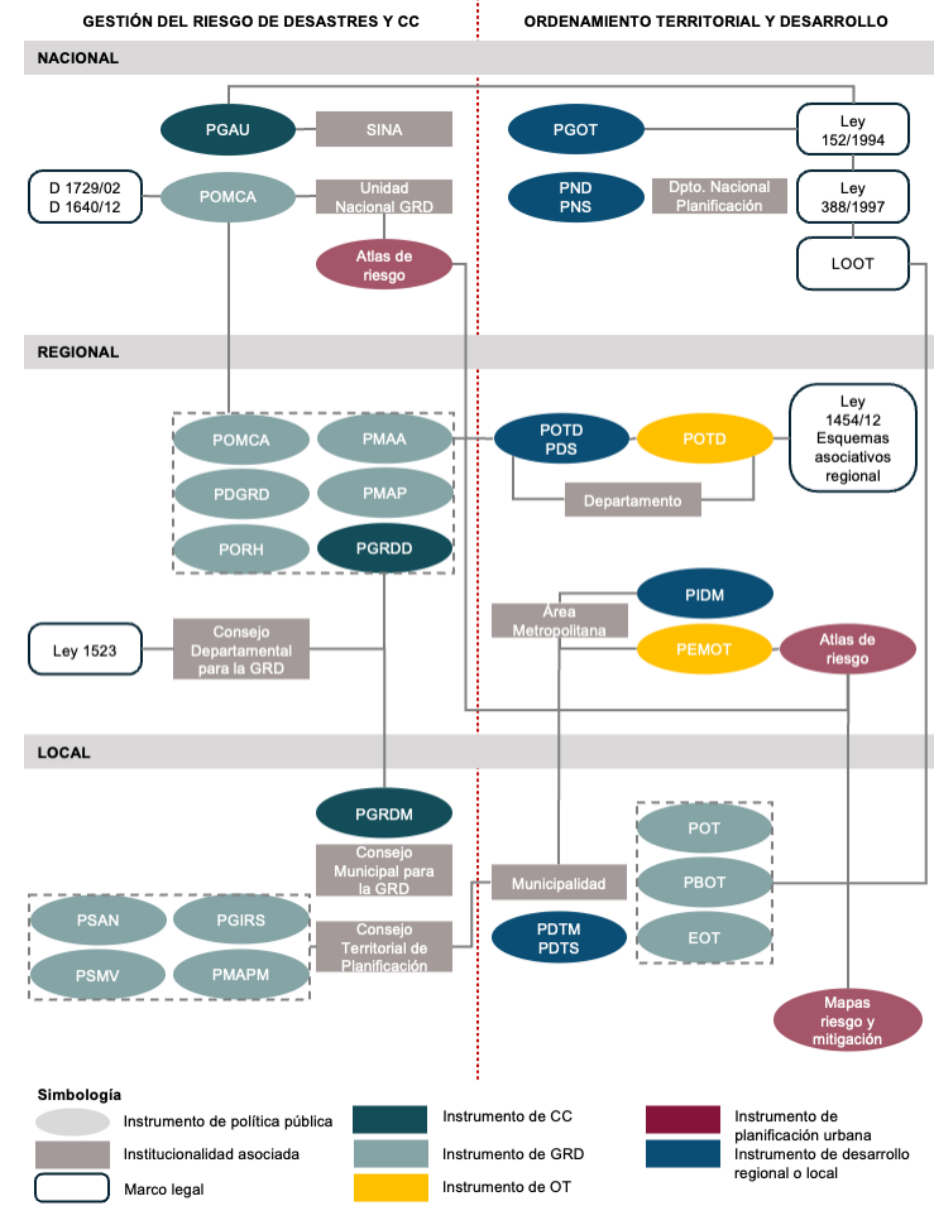 GESTIÓN DEL RIESGO DE DESASTRES Y CC
ORDENAMIENTO TERRITORIAL Y DESARROLLO
NACIONAL
PGAU
SINA
PGOT
Ley
152/1994
D 1729/02
D 1640/12
POMCA
Unidad
Nacional GRD
PND
PNS
Dpto. Nacional
Planificación
Ley
388/1997
Atlas de
riesgo
LOOT
REGIONAL
POMCA
PMAA
PDGRD
PMAP
PORH
PGRDD
POTD
PDS
POTD
Departamento
Ley
1454/12
Esquemas
asociativos
regional
Ley 1523
Consejo
Departamental
para la GRD
Área
Metropolitana
PIDM
PEMOT
Atlas de
riesgo
LOCAL
PGRDM
Consejo
Municipal para
la GRD
PSAN
PGIRS
PSMV
PMAPM
Consejo
Territorial de
Planificación
Municipalidad
PDTM
PDTS
POT
PBOT
EOT
Mapas
riesgo y
mitigación
Simbología
Instrumento de política pública
Institucionalidad asociada
Marco legal
Instrumento de CC
Instrumento de GRD
Instrumento de OT
Instrumento de
planificación urbana
Instrumento de desarrollo
regional o local